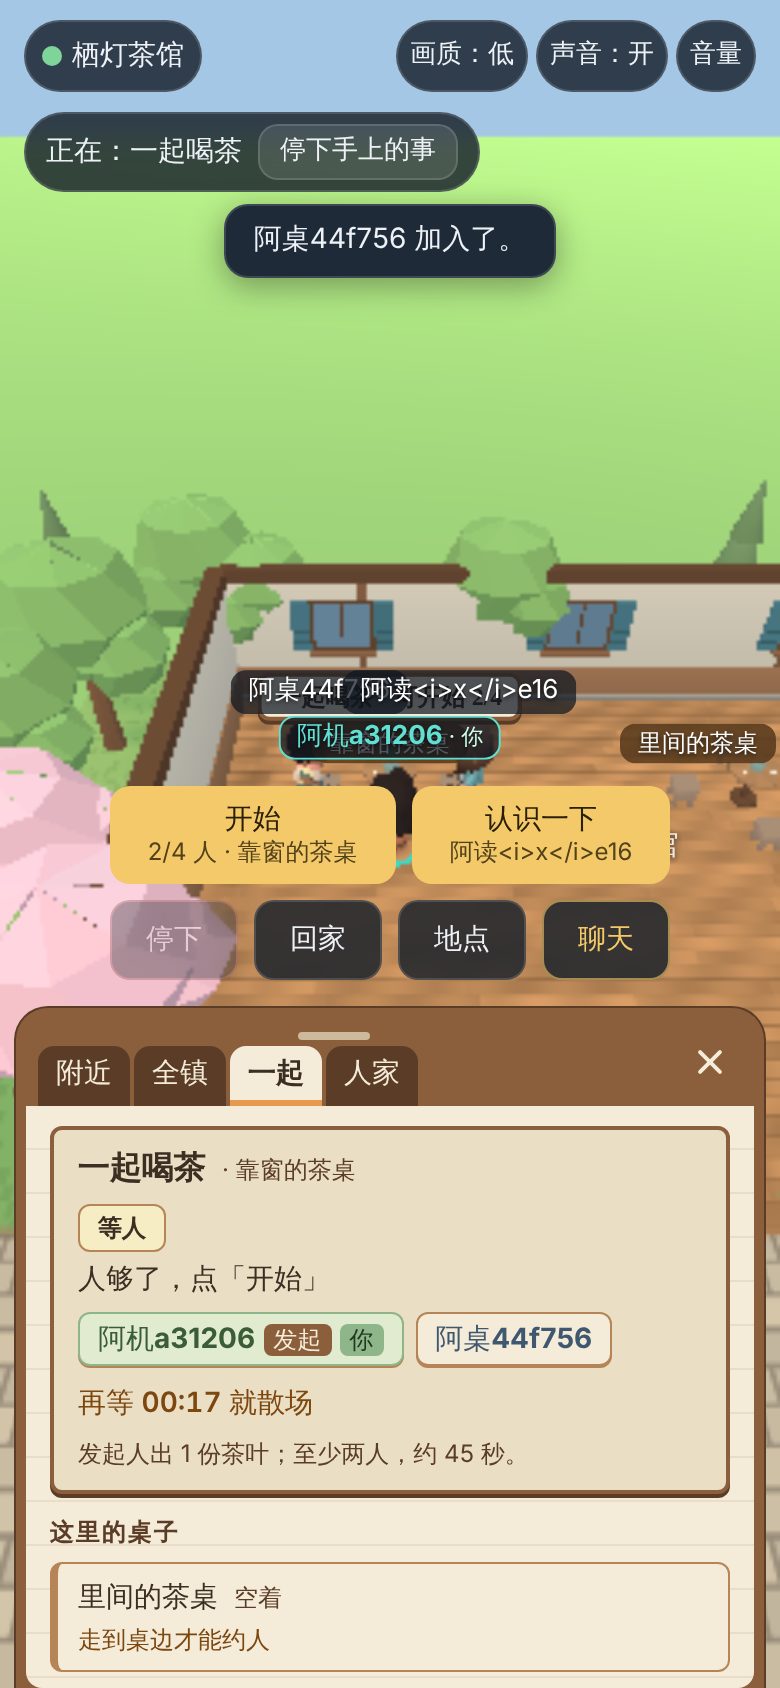 栖灯茶馆
画质：低
声音：开
音量
正在：一起喝茶
停下手上的事
阿桌44f756 加入了。
阿桌44f
阿读<i>x</i>e16
阿机a31206 · 你
靠窗的茶桌
里间的茶桌
开始
2/4 人 · 靠窗的茶桌
认识一下
阿读<i>x</i>e16
停下
回家
地点
聊天
附近
全镇
一起
人家
一起喝茶 · 靠窗的茶桌
等人
人够了，点「开始」
阿机a31206 发起 你
阿桌44f756
再等 00:17 就散场
发起人出 1 份茶叶；至少两人，约 45 秒。
这里的桌子
里间的茶桌 空着
走到桌边才能约人